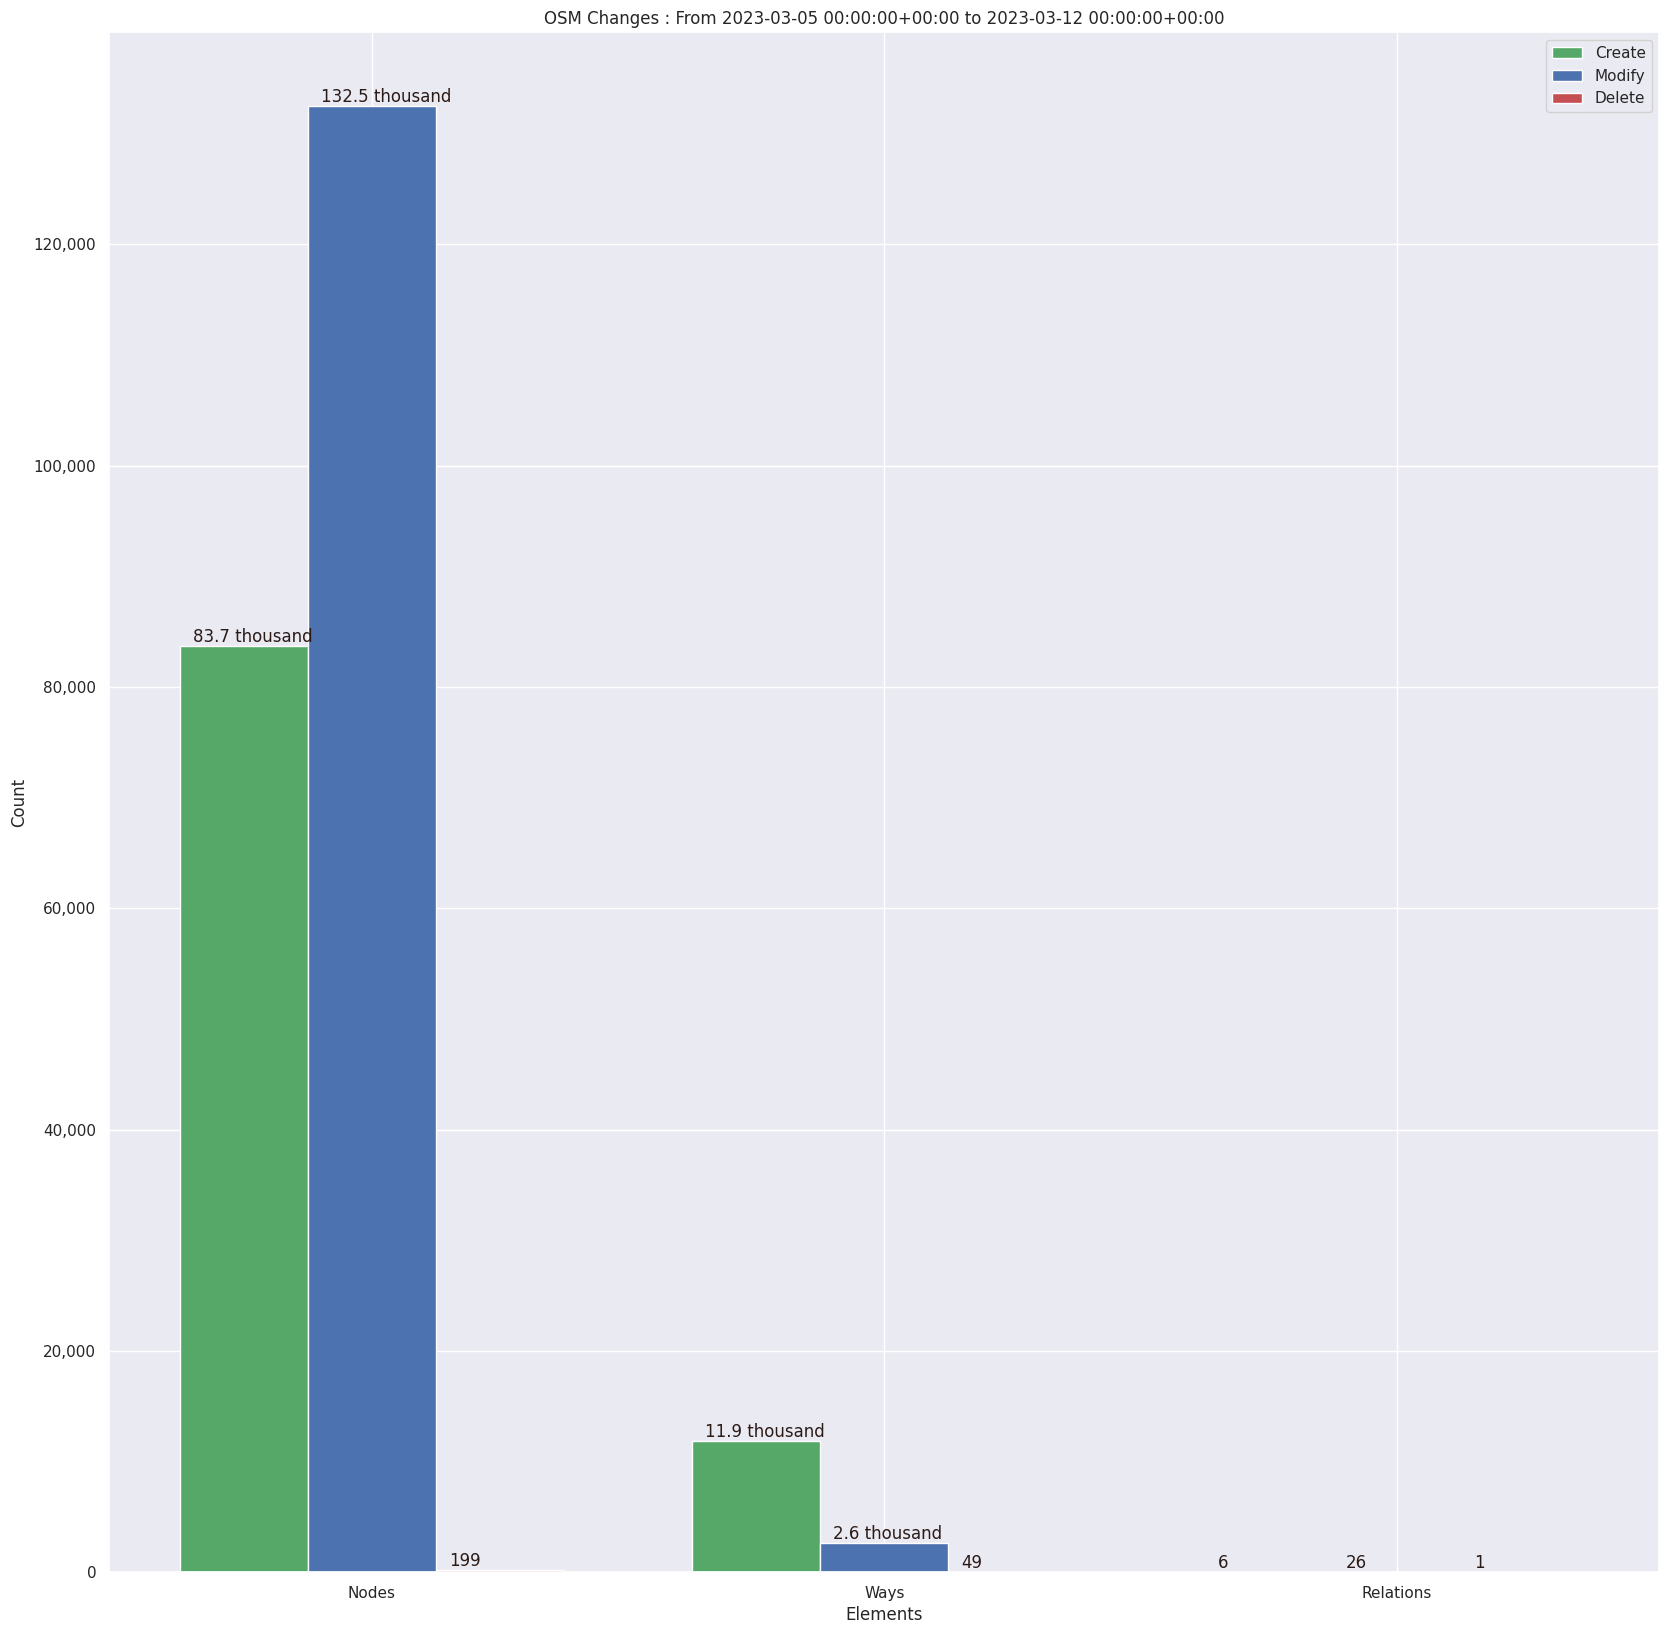 OSM Changes : From 2023-03-05 00:00:00+00:00 to 2023-03-12 00:00:00+00:00
Create
Modify
Delete
132.5 thousand
83.7 thousand
199
11.9 thousand
2.6 thousand
49
6
26
1
120,000
100,000
80,000
60,000
40,000
20,000
0
Count
Nodes
Ways
Relations
Elements